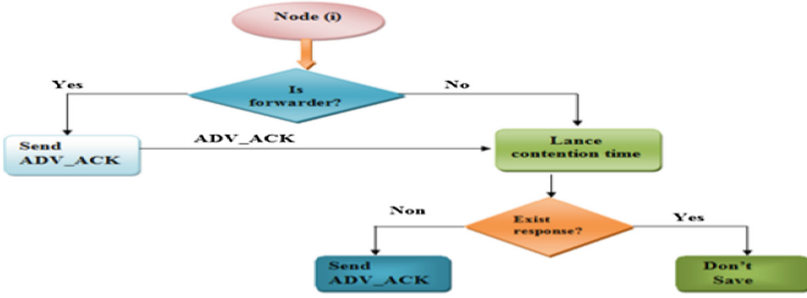 Node (i)
Yes
Is
forwarder?
No
Send
ADV_ACK
ADV_ACK
Lance
contention time
Non
Exist
response?
Yes
Send
ADV_ACK
Don't
Save